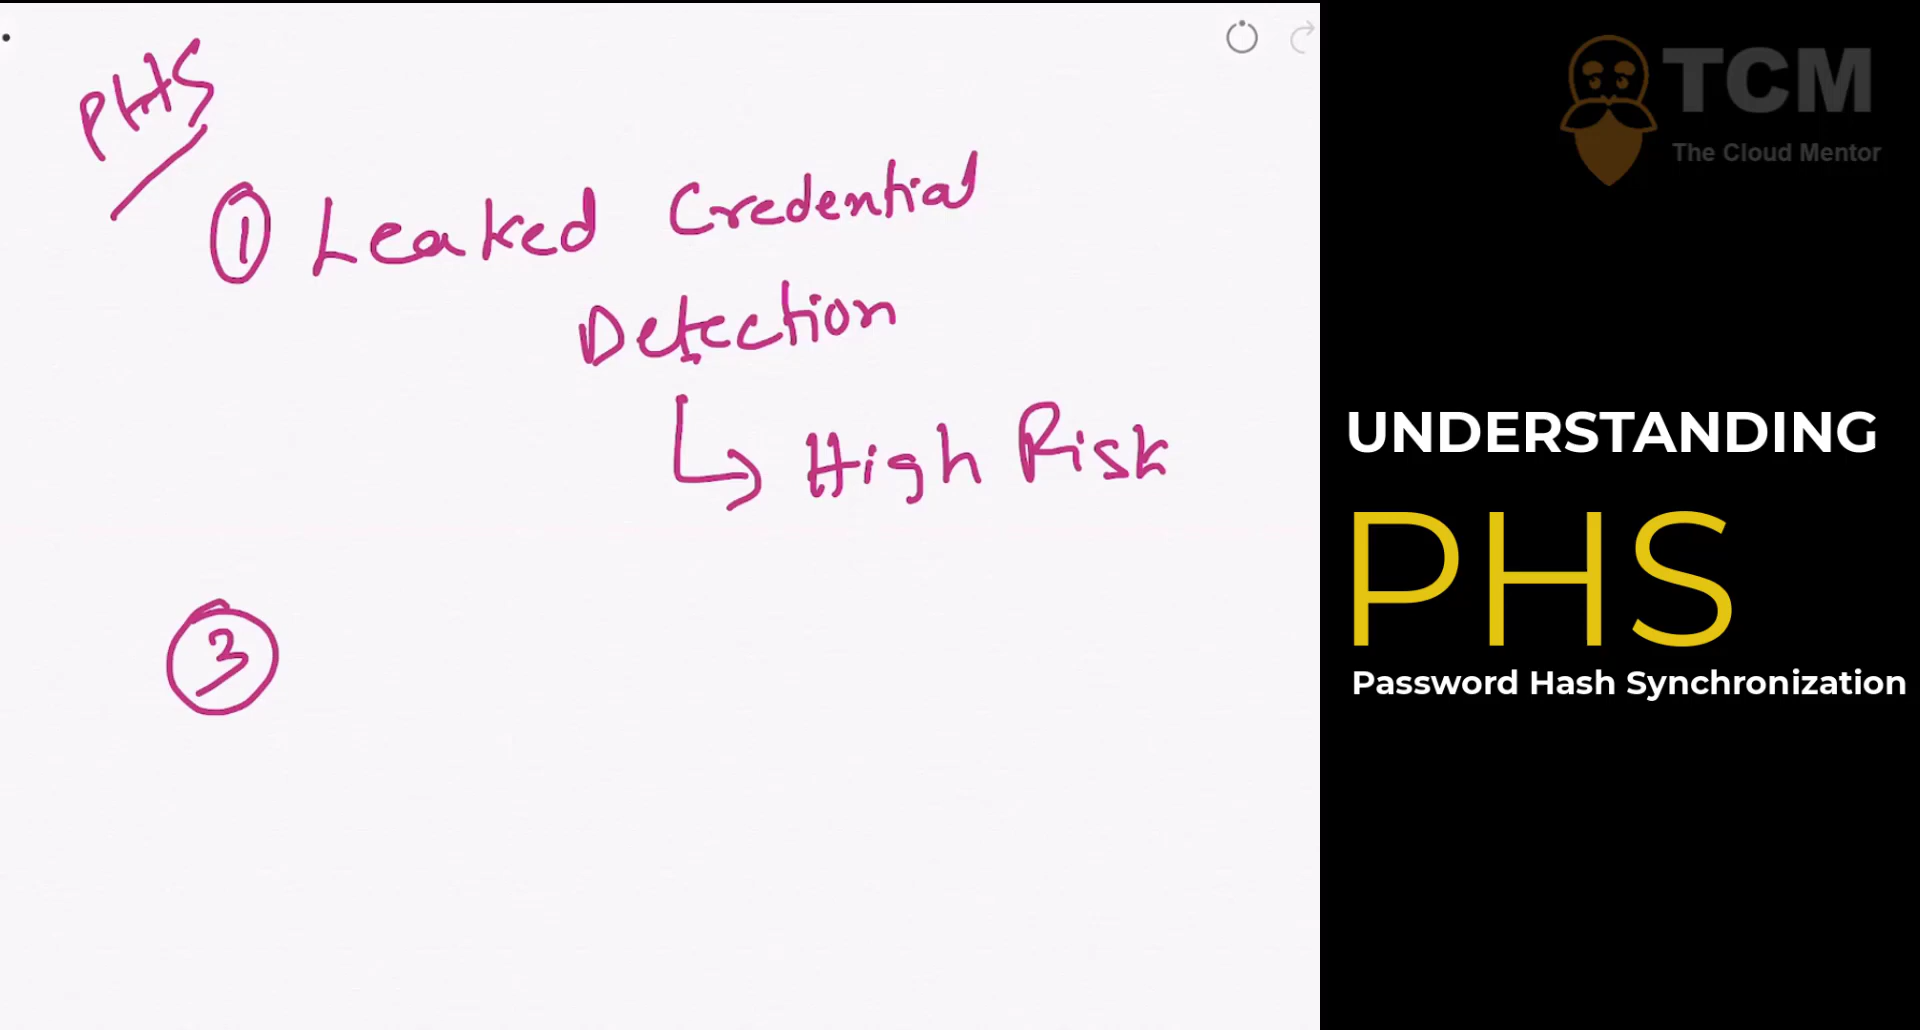 PHS
① Leaked Credential
Detection
↳ High Risk
③
TCM
The Cloud Mentor
UNDERSTANDING
PHS
Password Hash Synchronization